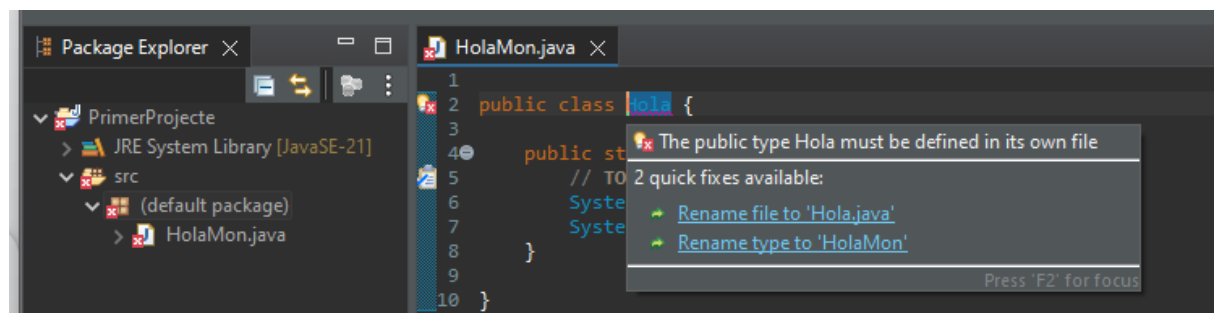 Package Explorer
PrimerProjecte
JRE System Library [JavaSE-21]
src
(default package)
HolaMon.java
HolaMon.java
1
2 public class Hola {
3
4 public st
5 // TO
6 Syste
7 Syste
8 }
9
10 }
The public type Hola must be defined in its own file
2 quick fixes available:
Rename file to 'Hola.java'
Rename type to 'HolaMon'
Press 'F2' for focus